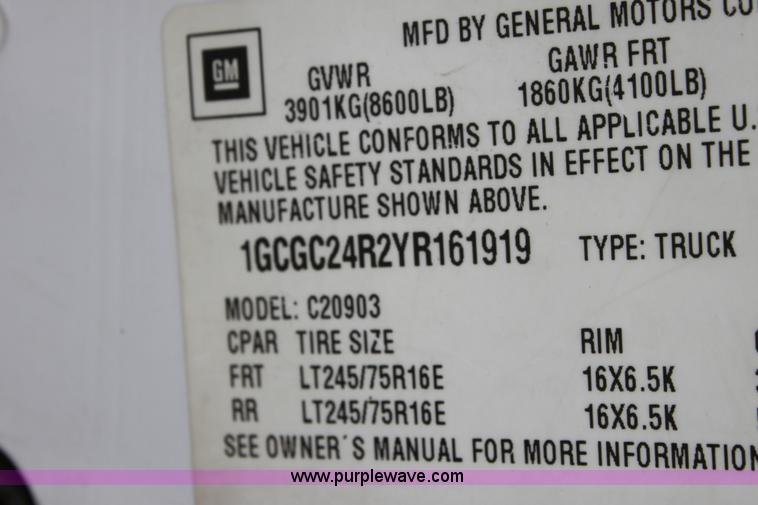 MFD BY GENERAL MOTORS
GM
GVWR GAWR FRT
3901KG(8600LB) 1860KG(4100LB)
THIS VEHICLE CONFORMS TO ALL APPLICABLE U.
VEHICLE SAFETY STANDARDS IN EFFECT ON THE
MANUFACTURE SHOWN ABOVE.
1GCGC24R2YR161919 TYPE: TRUCK
MODEL: C20903
CPAR TIRE SIZE RIM
FRT LT245/75R16E 16X6.5K
RR LT245/75R16E 16X6.5K
SEE OWNER´S MANUAL FOR MORE INFORMATION
www.purplewave.com